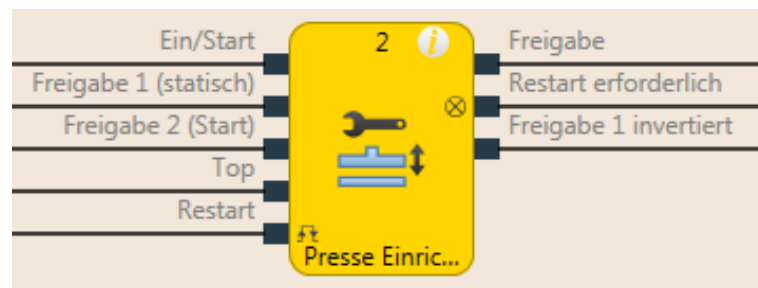 Ein/Start
Freigabe 1 (statisch)
Freigabe 2 (Start)
Top
Restart
2 i
Presse Einric...
Freigabe
Restart erforderlich
Freigabe 1 invertiert